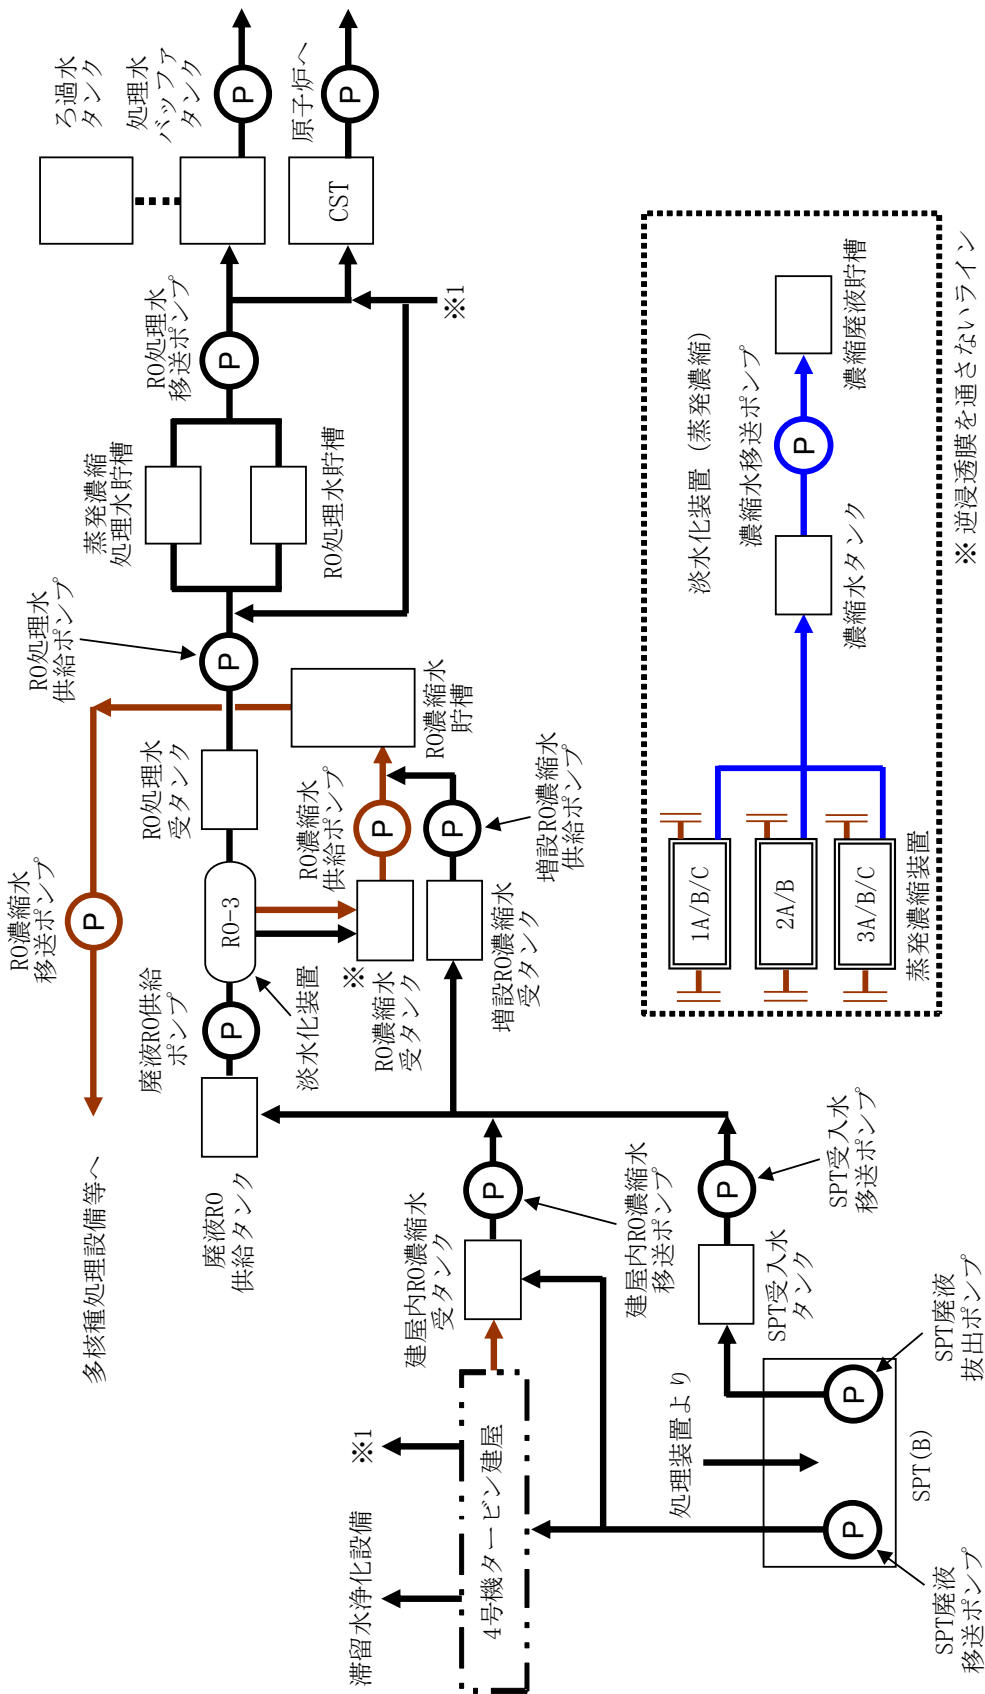 ろ過水
タンク
処理水
バッファ
タンク
P
原子炉へ
P
CST
※1
RO処理水
移送ポンプ
P
蒸発濃縮
処理水貯槽
RO処理水貯槽
RO処理水
供給ポンプ
P
RO処理水
受タンク
RO濃縮水
貯槽
RO濃縮水
供給ポンプ
P
増設RO濃縮水
供給ポンプ
P
RO濃縮水
移送ポンプ
P
多核種処理設備等へ
RO-3
淡水化装置
※
RO濃縮水
受タンク
増設RO濃縮水
受タンク
廃液RO供給
ポンプ
P
廃液RO
供給タンク
建屋内RO濃縮水
受タンク
P
建屋内RO濃縮水
移送ポンプ
SPT受入水
移送ポンプ
P
SPT受入水
タンク
※1
滞留水浄化設備
4号機タービン建屋
処理装置より
SPT廃液
抜出ポンプ
P
SPT(B)
P
SPT廃液
移送ポンプ
淡水化装置（蒸発濃縮）
濃縮水移送ポンプ
P
濃縮廃液貯槽
濃縮水タンク
1A/B/C
2A/B
3A/B/C
蒸発濃縮装置
※ 逆浸透膜を通さないライン